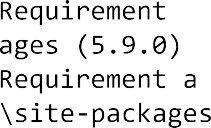 Requirement
ages (5.9.0)
Requirement a
\site-packages